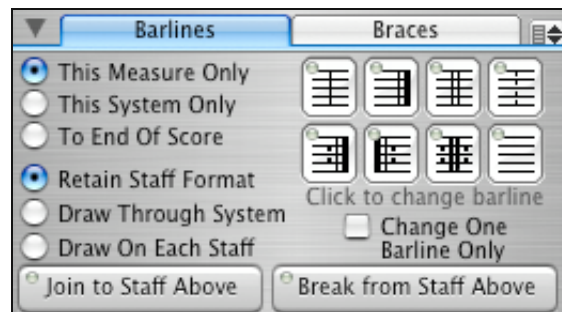 Barlines
Braces
This Measure Only
This System Only
To End Of Score
Retain Staff Format
Draw Through System
Draw On Each Staff
Click to change barline
Change One
Barline Only
Join to Staff Above
Break from Staff Above